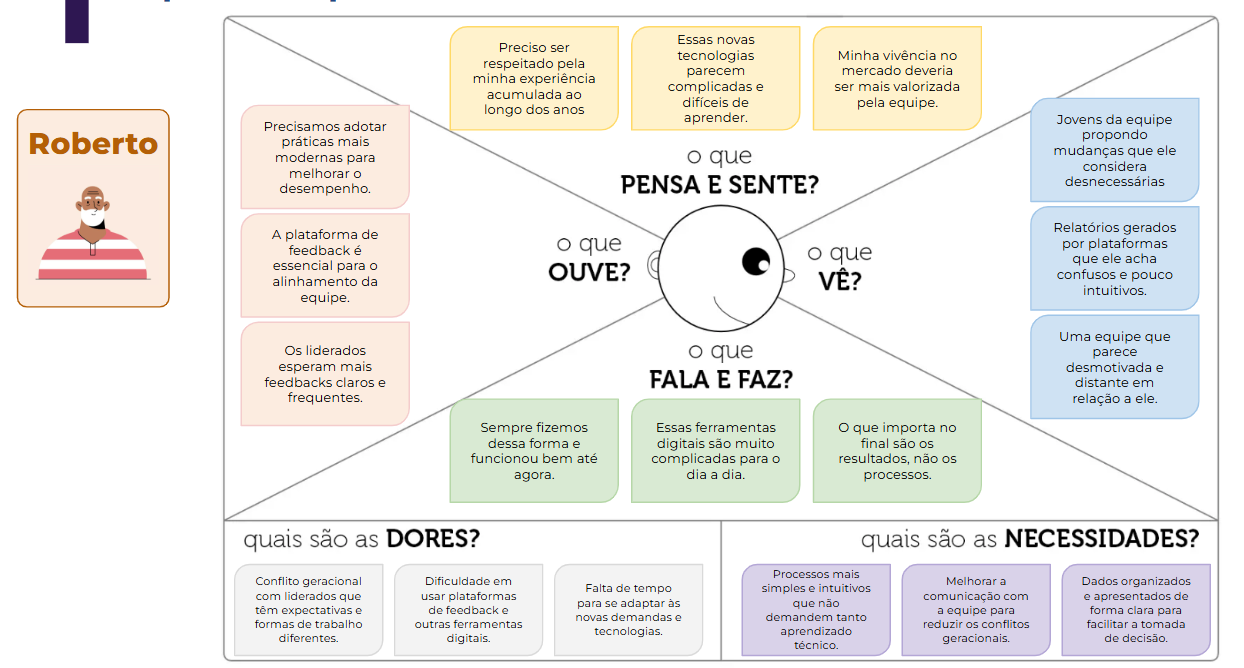 Roberto
Preciso ser
respeitado pela
minha experiência
acumulada ao
longo dos anos
Essas novas
tecnologias
parecem
complicadas e
difíceis de
aprender.
Minha vivência no
mercado deveria
ser mais valorizada
pela equipe.
o que
PENSA E SENTE?
Precisamos adotar
práticas mais
modernas para
melhorar o
desempenho.
A plataforma de
feedback é
essencial para o
alinhamento da
equipe.
Os liderados
esperam mais
feedbacks claros e
frequentes.
o que
OUVE?
o que
VÊ?
Jovens da equipe
propondo
mudanças que ele
considera
desnecessárias
Relatórios gerados
por plataformas
que ele acha
confusos e pouco
intuitivos.
Uma equipe que
parece
desmotivada e
distante em
relação a ele.
o que
FALA E FAZ?
Sempre fizemos
dessa forma e
funcionou bem até
agora.
Essas ferramentas
digitais são muito
complicadas para o
dia a dia.
O que importa no
final são os
resultados, não os
processos.
quais são as DORES?
Conflito geracional
com liderados que
têm expectativas e
formas de trabalho
diferentes.
Dificuldade em
usar plataformas
de feedback e
outras ferramentas
digitais.
Falta de tempo
para se adaptar às
novas demandas e
tecnologias.
quais são as NECESSIDADES?
Processos mais
simples e intuitivos
que não
demandem tanto
aprendizado
técnico.
Melhorar a
comunicação com
a equipe para
reduzir os conflitos
geracionais.
Dados organizados
e apresentados de
forma clara para
facilitar a tomada
de decisão.